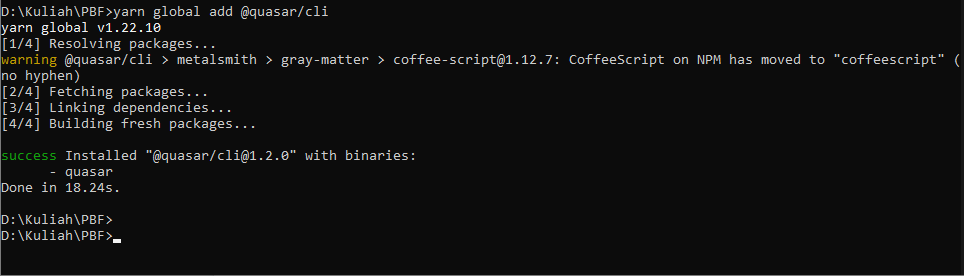 D:\Kuliah\PBF>yarn global add @quasar/cli
yarn global v1.22.10
[1/4] Resolving packages...
warning @quasar/cli > metalsmith > gray-matter > coffee-script@1.12.7: CoffeeScript on NPM has moved to "coffeescript" (
no hyphen)
[2/4] Fetching packages...
[3/4] Linking dependencies...
[4/4] Building fresh packages...
success Installed "@quasar/cli@1.2.0" with binaries:
- quasar
Done in 18.24s.
D:\Kuliah\PBF>
D:\Kuliah\PBF>